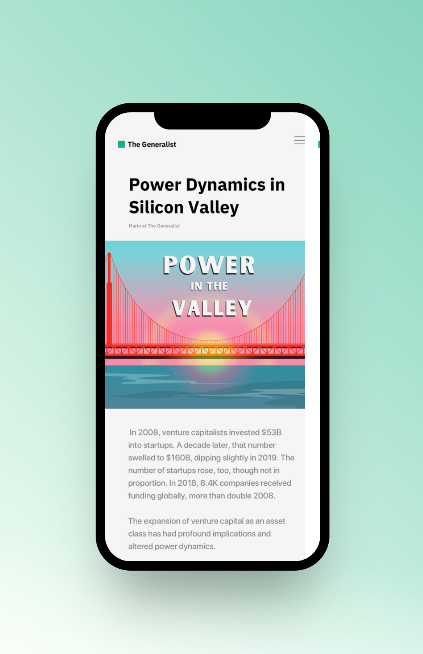 The Generalist
Power Dynamics in
Silicon Valley
Mario at The Generalist
POWER
IN THE
VALLEY
In 2008, venture capitalists invested $53B
into startups. A decade later, that number
swelled to $160B, dipping slightly in 2019. The
number of startups rose, too, though not in
proportion. In 2018, 8.4K companies received
funding globally, more than double 2008.
The expansion of venture capital as an asset
class has had profound implications and
altered power dynamics.